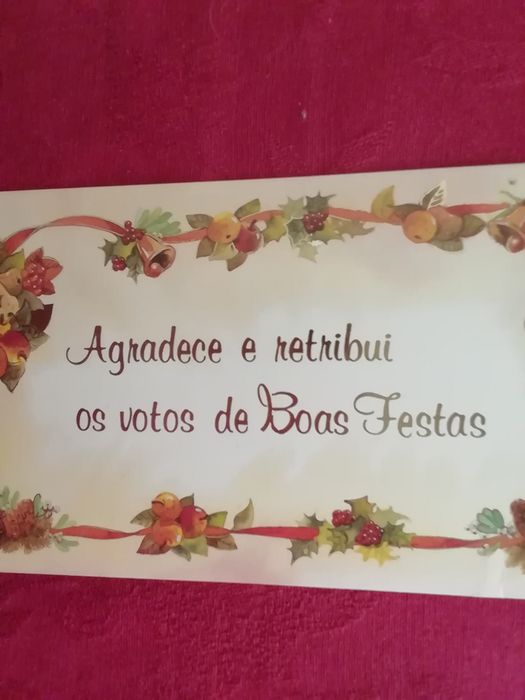 Agradece e retribui
os votos de Boas Festas